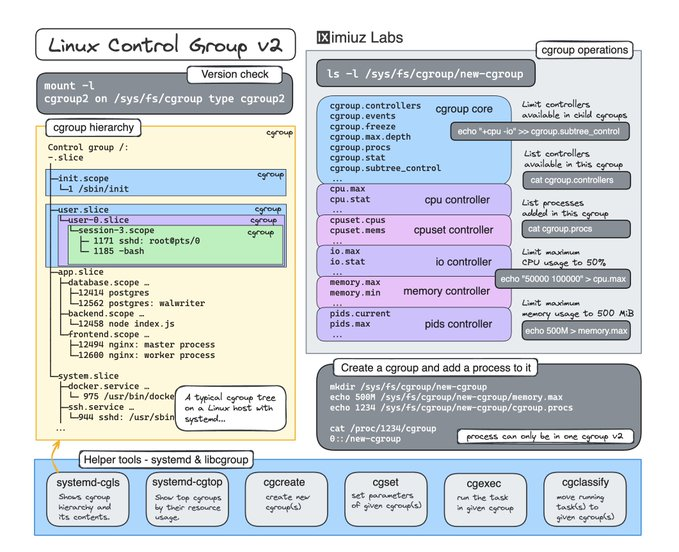 Linux Control Group v2
iximiuz Labs
Version check
mount -l
cgroup2 on /sys/fs/cgroup type cgroup2
cgroup hierarchy
cgroup
Control group /:
-.slice
├─init.scope
cgroup
└─1 /sbin/init
├─user.slice
cgroup
└─user-0.slice
cgroup
└─session-3.scope
cgroup
├─ 1171 sshd: root@pts/0
└─ 1185 -bash
├─app.slice
├─database.scope …
├─12414 postgres
└─12562 postgres: walwriter
├─backend.scope …
└─12458 node index.js
├─frontend.scope …
├─12494 nginx: master process
└─12600 nginx: worker process
└─system.slice
├─docker.service …
└─ 975 /usr/bin/docke
├─ssh.service …
└─944 sshd: /usr/sbin
...
A typical cgroup tree
on a Linux host with
systemd...
cgroup operations
ls -l /sys/fs/cgroup/new-cgroup
cgroup.controllers
cgroup.events
cgroup.freeze
cgroup.max.depth
cgroup.procs
cgroup.stat
cgroup.subtree_control
...
cgroup core
cpu.max
cpu.stat
...
cpu controller
cpuset.cpus
cpuset.mems
...
cpuset controller
io.max
io.stat
...
io controller
memory.max
memory.min
...
memory controller
pids.current
pids.max
...
pids controller
Limit controllers
available in child cgroups
echo "+cpu -io" >> cgroup.subtree_control
List controllers
available in this cgroup
cat cgroup.controllers
List processes
added in this cgroup
cat cgroup.procs
Limit maximum
CPU usage to 50%
echo "50000 100000" > cpu.max
Limit maximum
memory usage to 500 MiB
echo 500M > memory.max
Create a cgroup and add a process to it
mkdir /sys/fs/cgroup/new-cgroup
echo 500M /sys/fs/cgroup/new-cgroup/memory.max
echo 1234 /sys/fs/cgroup/new-cgroup/cgroup.procs
cat /proc/1234/cgroup
0::/new-cgroup
process can only be in one cgroup v2
Helper tools - systemd & libcgroup
systemd-cgls
Shows cgroup
hierarchy and
its contents.
systemd-cgtop
Show top cgroups
by their resource
usage.
cgcreate
create new
cgroup(s)
cgset
set parameters
of given cgroup(s)
cgexec
run the task
in given cgroup
cgclassify
move running
task(s) to
given cgroup(s)